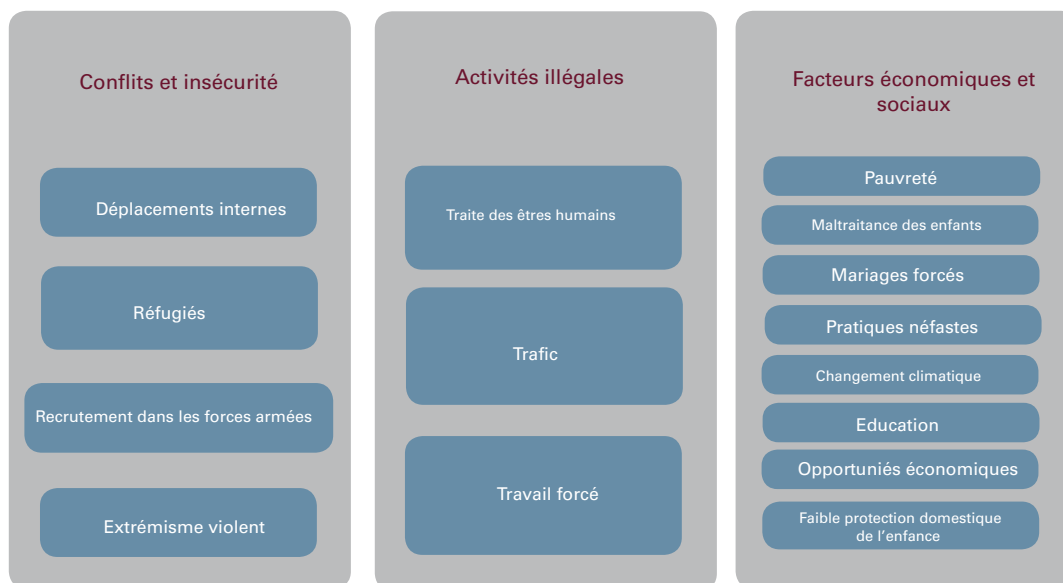 Conflits et insécurité
Déplacements internes
Réfugiés
Recrutement dans les forces armées
Extrémisme violent
Activités illégales
Traite des êtres humains
Trafic
Travail forcé
Facteurs économiques et
sociaux
Pauvreté
Maltraitance des enfants
Mariages forcés
Pratiques néfastes
Changement climatique
Education
Opportuniés économiques
Faible protection domestique
de l'enfance